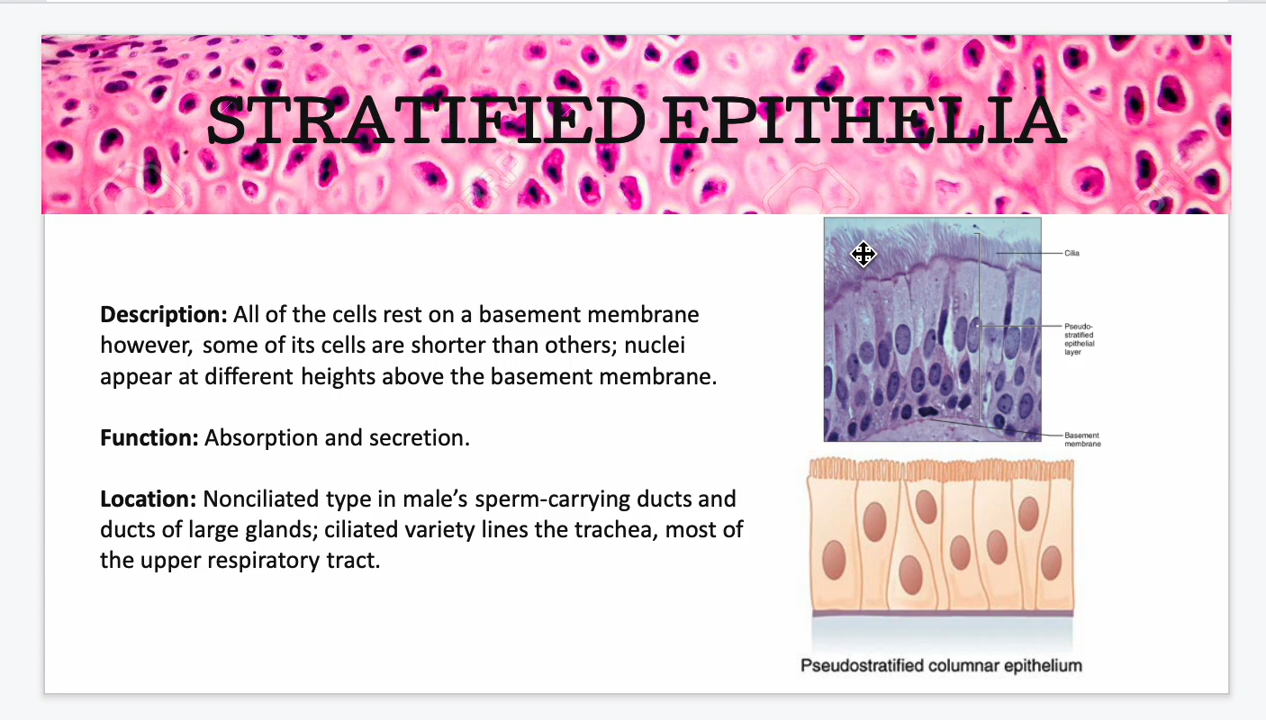 STRATIFIED EPITHELIA
Description: All of the cells rest on a basement membrane
however, some of its cells are shorter than others; nuclei
appear at different heights above the basement membrane.
Function: Absorption and secretion.
Location: Nonciliated type in male’s sperm-carrying ducts and
ducts of large glands; ciliated variety lines the trachea, most of
the upper respiratory tract.
Cilia
Pseudo-
stratified
epithelial
layer
Basement
membrane
Pseudostratified columnar epithelium